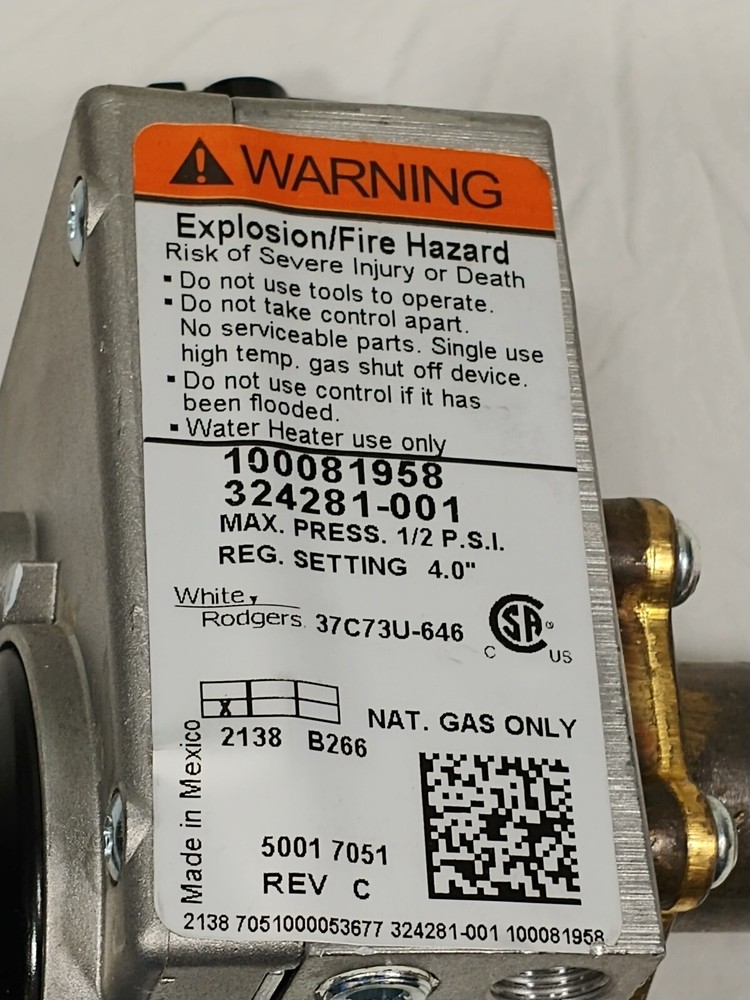 WARNING
Explosion/Fire Hazard
Risk of Severe Injury or Death
▪ Do not use tools to operate.
▪ Do not take control apart.
No serviceable parts. Single use
high temp. gas shut off device.
▪ Do not use control if it has
been flooded.
▪ Water Heater use only
100081958
324281-001
MAX. PRESS. 1/2 P.S.I.
REG. SETTING 4.0"
White
Rodgers. 37C73U-646
CSA ®
C US
X
2138 B266
NAT. GAS ONLY
Made in Mexico
5001 7051
REV C
2138 7051000053677 324281-001 100081958